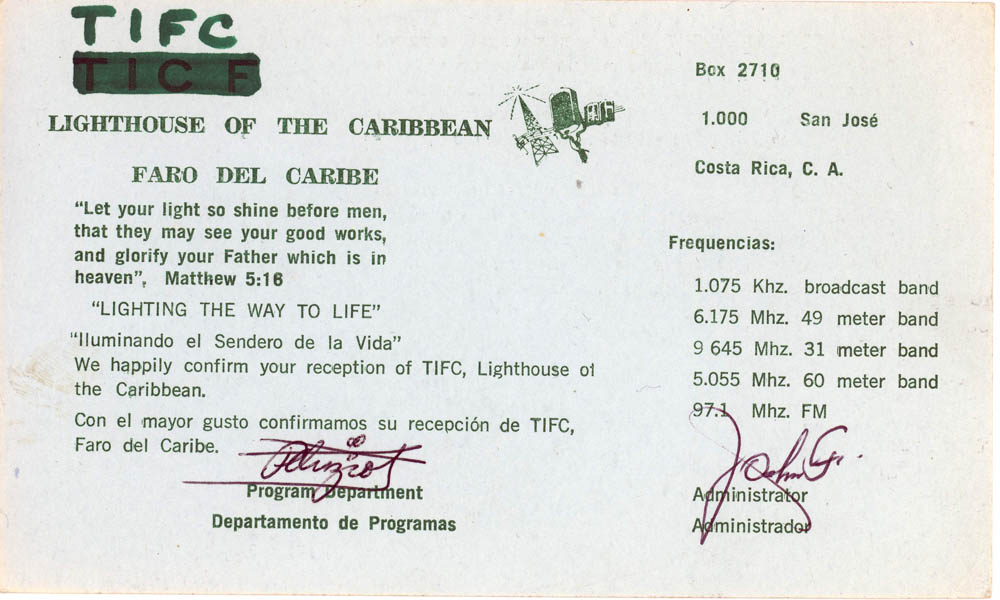 TIFC
TICF
LIGHTHOUSE OF THE CARIBBEAN
FARO DEL CARIBE
“Let your light so shine before men,
that they may see your good works,
and glorify your Father which is in
heaven”, Matthew 5:16
“LIGHTING THE WAY TO LIFE”
“Iluminando el Sendero de la Vida”
We happily confirm your reception of TIFC, Lighthouse of
the Caribbean.
Con el mayor gusto confirmamos su recepción de TIFC,
Faro del Caribe.
Program Department
Departamento de Programas
Box 2710
1.000 San José
Costa Rica, C. A.
Frequencias:
1.075 Khz. broadcast band
6.175 Mhz. 49 meter band
9 645 Mhz. 31 meter band
5.055 Mhz. 60 meter band
97.1 Mhz. FM
Administrator
Administrador